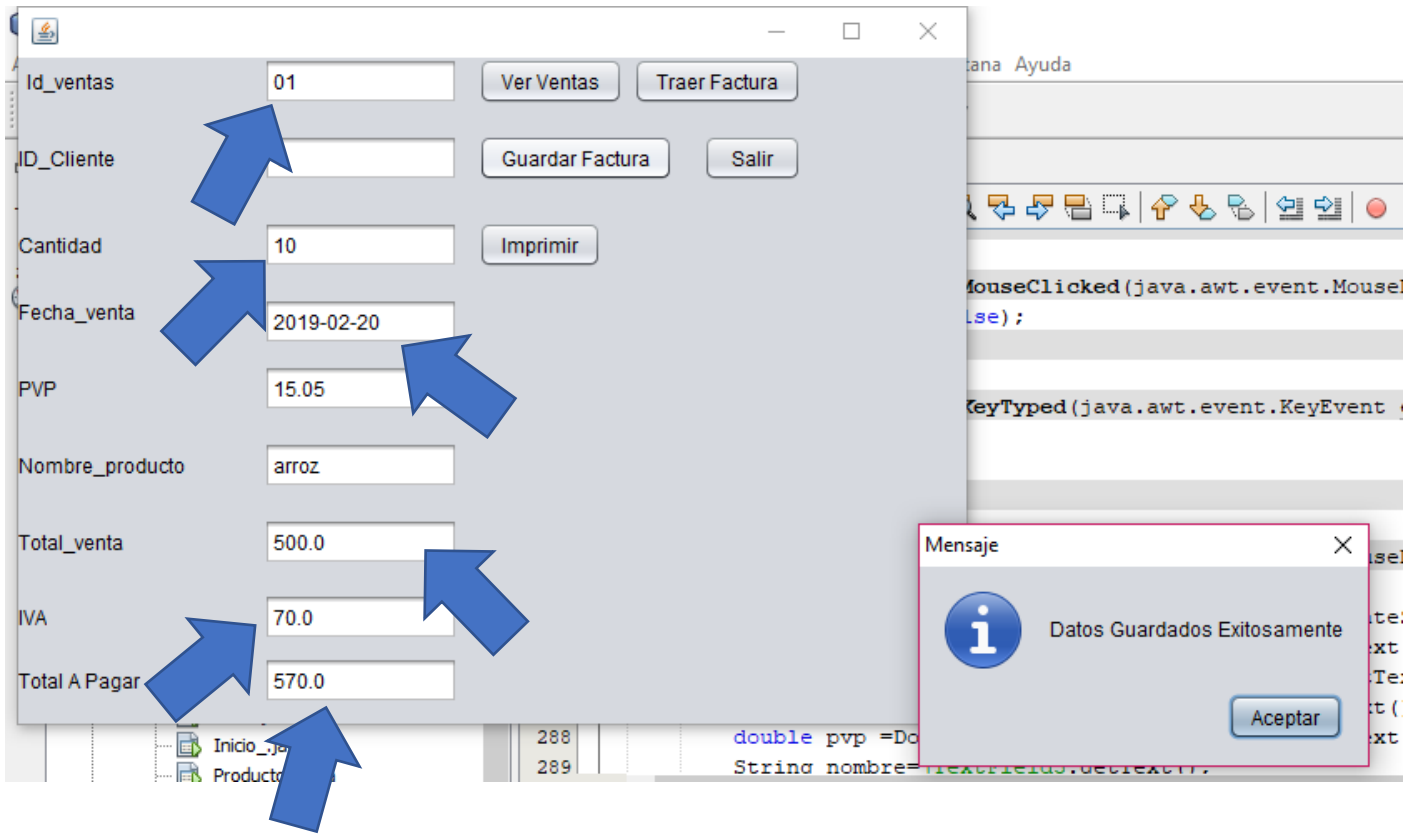 Id_ventas 01 Ver Ventas Traer Factura
ana Ayuda
ID_Cliente Guardar Factura Salir
Cantidad 10 Imprimir
MouseClicked(java.awt.event.Mouse
Fecha_venta 2019-02-20
lse);
PVP 15.05
KeyTyped(java.awt.event.KeyEvent
Nombre_producto arroz
Total_venta 500.0
Mensaje
IVA 70.0
Datos Guardados Exitosamente
Total A Pagar 570.0
Aceptar
Inicio_.ja
288 double pvp =Do
Producto
289 String nombre=jTextField5.getText();